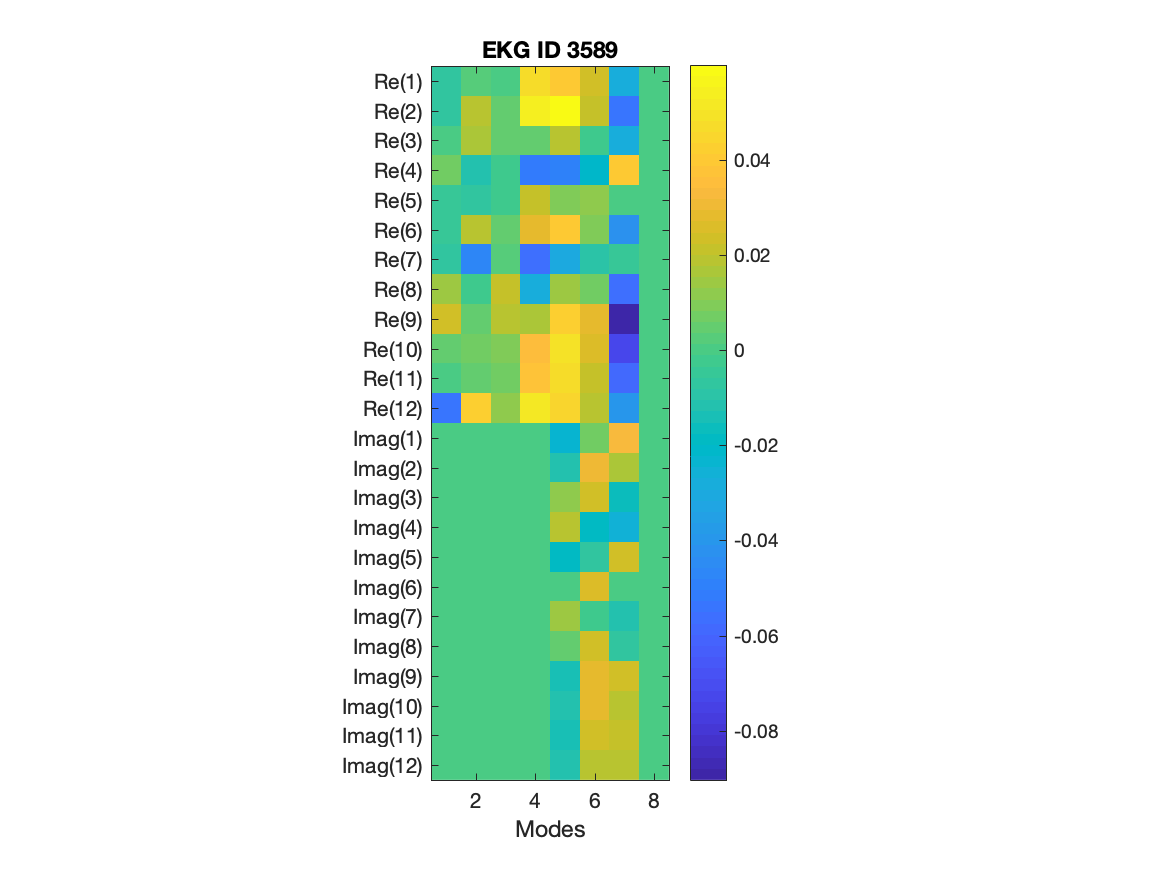 EKG ID 3589
Re(1)
Re(2)
Re(3)
Re(4)
Re(5)
Re(6)
Re(7)
Re(8)
Re(9)
Re(10)
Re(11)
Re(12)
Imag(1)
Imag(2)
Imag(3)
Imag(4)
Imag(5)
Imag(6)
Imag(7)
Imag(8)
Imag(9)
Imag(10)
Imag(11)
Imag(12)
2 4 6 8
Modes
0.04
0.02
0
-0.02
-0.04
-0.06
-0.08